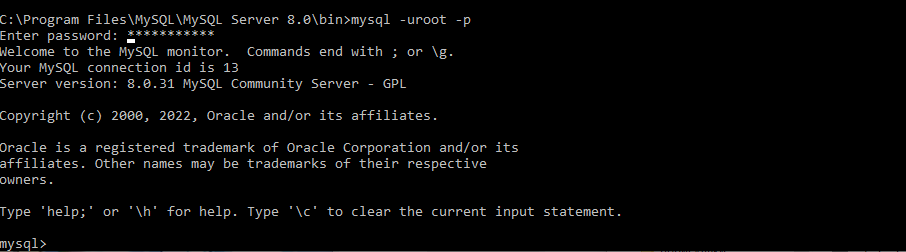 C:\Program Files\MySQL\MySQL Server 8.0\bin>mysql -uroot -p
Enter password: ***********
Welcome to the MySQL monitor.  Commands end with ; or \g.
Your MySQL connection id is 13
Server version: 8.0.31 MySQL Community Server - GPL
Copyright (c) 2000, 2022, Oracle and/or its affiliates.
Oracle is a registered trademark of Oracle Corporation and/or its
affiliates. Other names may be trademarks of their respective
owners.
Type 'help;' or '\h' for help. Type '\c' to clear the current input statement.
mysql>